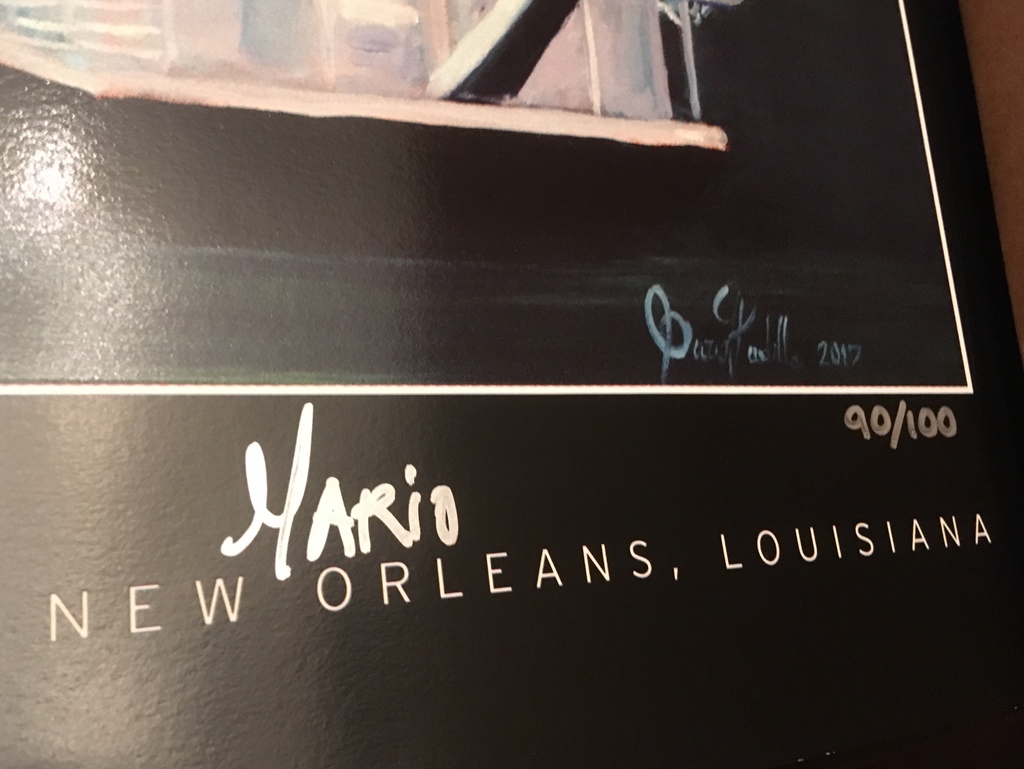 2017
90/100
MARiO
NEW ORLEANS, LOUISIANA